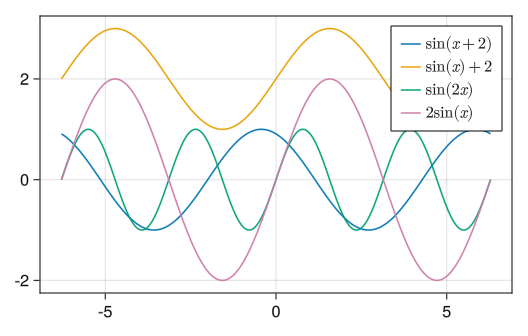 sin(x + 2)
sin(x) + 2
sin(2x)
2sin(x)
2
0
-2
-5
0
5